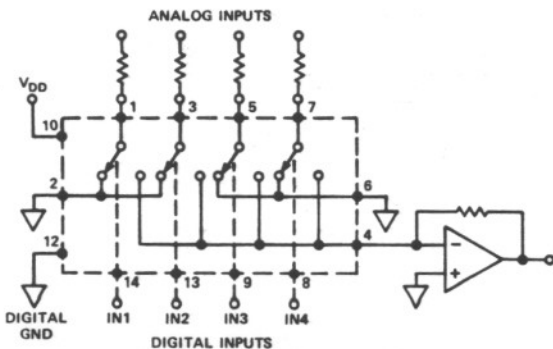 ANALOG INPUTS
V_DD
1 3 5 7
10
2 6
4
12
14 13 9 8
DIGITAL GND
IN1 IN2 IN3 IN4
DIGITAL INPUTS
− +